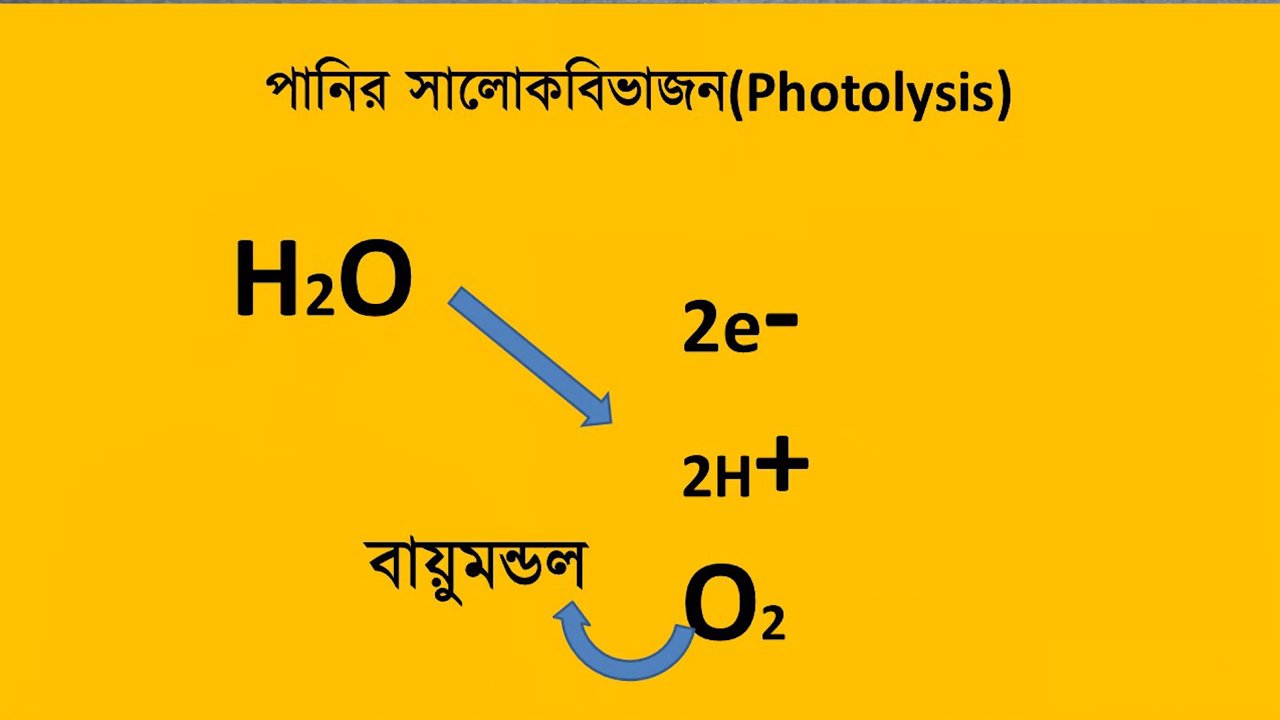 পানির সালোকবিভাজন(Photolysis)
H₂O
2e⁻
2H⁺
বায়ুমন্ডল
O₂